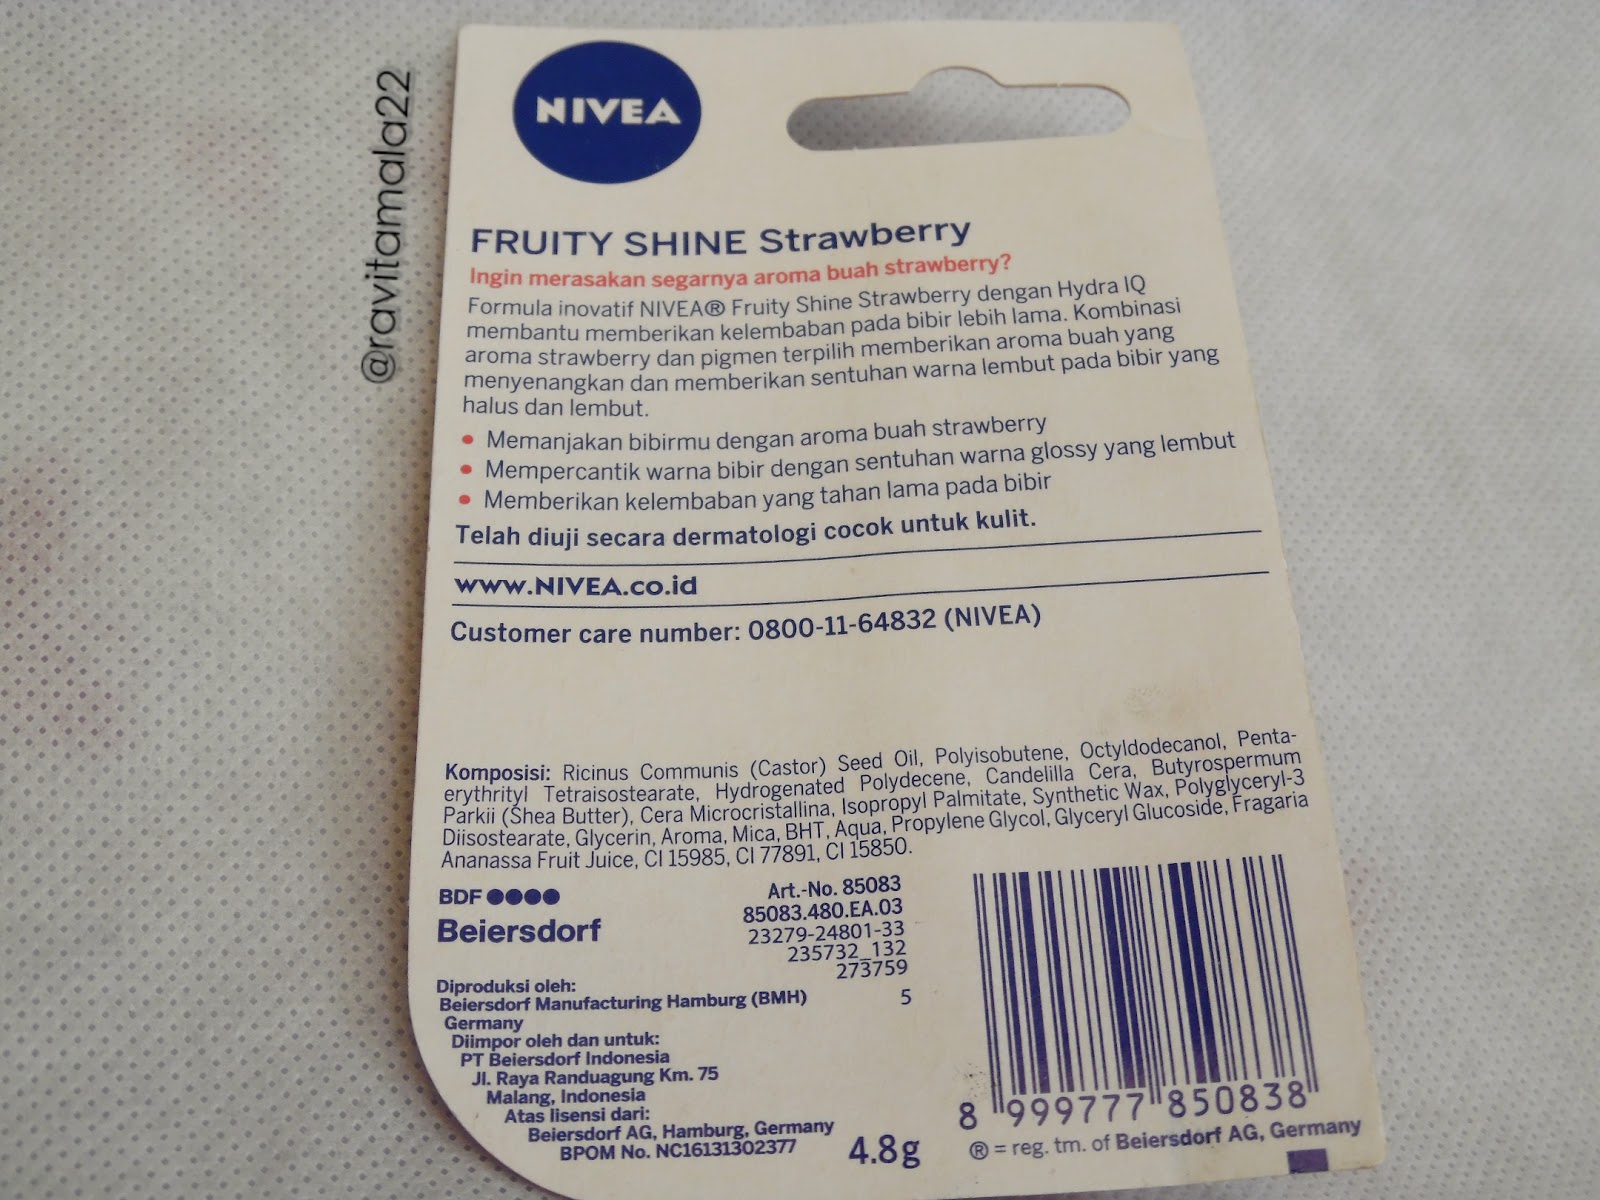 @ravitamala22
NIVEA
FRUITY SHINE Strawberry
Ingin merasakan segarnya aroma buah strawberry?
Formula inovatif NIVEA® Fruity Shine Strawberry dengan Hydra IQ
membantu memberikan kelembaban pada bibir lebih lama. Kombinasi
aroma strawberry dan pigmen terpilih memberikan aroma buah yang
menyenangkan dan memberikan sentuhan warna lembut pada bibir yang
halus dan lembut.
• Memanjakan bibirmu dengan aroma buah strawberry
• Mempercantik warna bibir dengan sentuhan warna glossy yang lembut
• Memberikan kelembaban yang tahan lama pada bibir
Telah diuji secara dermatologi cocok untuk kulit.
www.NIVEA.co.id
Customer care number: 0800-11-64832 (NIVEA)
Komposisi: Ricinus Communis (Castor) Seed Oil, Polyisobutene, Octyldodecanol, Penta-
erythrityl Tetraisostearate, Hydrogenated Polydecene, Candelilla Cera, Butyrospermum
Parkii (Shea Butter), Cera Microcristallina, Isopropyl Palmitate, Synthetic Wax, Polyglyceryl-3
Diisostearate, Glycerin, Aroma, Mica, BHT, Aqua, Propylene Glycol, Glyceryl Glucoside, Fragaria
Ananassa Fruit Juice, CI 15985, CI 77891, CI 15850.
BDF ●●●●
Beiersdorf
Art.-No. 85083
85083.480.EA.03
23279-24801-33
235732_132
273759
5
Diproduksi oleh:
Beiersdorf Manufacturing Hamburg (BMH)
Germany
Diimpor oleh dan untuk:
PT Beiersdorf Indonesia
Jl. Raya Randuagung Km. 75
Malang, Indonesia
Atas lisensi dari:
Beiersdorf AG, Hamburg, Germany
BPOM No. NC16131302377
4.8g
8 999777 850838
® = reg. tm. of Beiersdorf AG, Germany